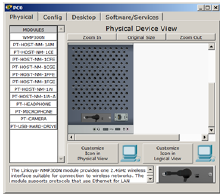 PC0
Physical Config Desktop Software/Services
MODULES
Physical Device View
Zoom In Original Size Zoom Out
WMP300N
PT-HOST-NM-1AM
PT-HOST-NM-1CE
PT-HOST-NM-1CFE
PT-HOST-NM-1CGE
PT-HOST-NM-1FFE
PT-HOST-NM-1FGE
PT-HOST-NM-1W
PT-HOST-NM-1W-A
PT-HEADPHONE
PT-MICROPHONE
PT-CAMERA
PT-USB-HARD-DRIVE
Customize
Icon in
Physical View
Customize
Icon in
Logical View
The Linksys-WMP300N module provides one 2.4GHz wireless
interface suitable for connection to wireless networks. The
module supports protocols that use Ethernet for LAN